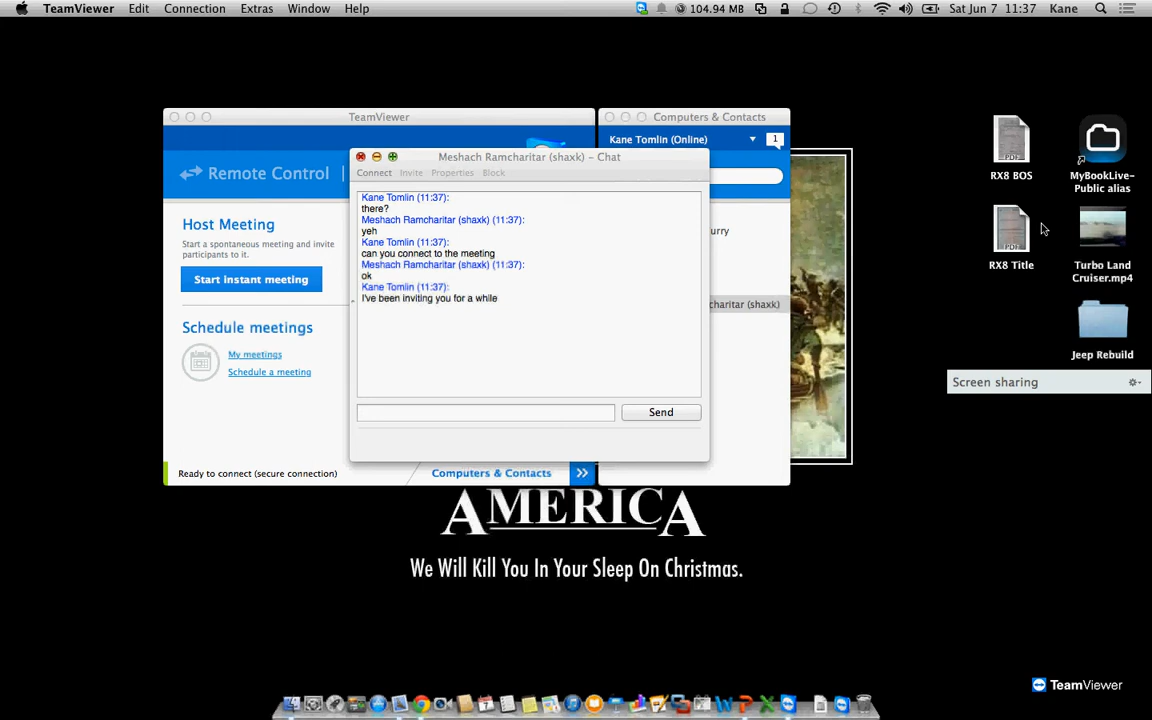 TeamViewer Edit Connection Extras Window Help
104.94 MB Sat Jun 7 11:37 Kane
TeamViewer
Remote Control
Host Meeting
Start a spontaneous meeting and invite
participants to it.
Start instant meeting
Schedule meetings
My meetings
Schedule a meeting
Ready to connect (secure connection)
Computers & Contacts
Computers & Contacts
Kane Tomlin (Online)
1
urry
charitar (shaxk)
Meshach Ramcharitar (shaxk) – Chat
Connect Invite Properties Block
Kane Tomlin (11:37):
there?
Meshach Ramcharitar (shaxk) (11:37):
yeh
Kane Tomlin (11:37):
can you connect to the meeting
Meshach Ramcharitar (shaxk) (11:37):
ok
Kane Tomlin (11:37):
I've been inviting you for a while
Send
PDF
RX8 BOS
MyBookLive-
Public alias
PDF
RX8 Title
Turbo Land
Cruiser.mp4
Jeep Rebuild
Screen sharing
AMERICA
We Will Kill You In Your Sleep On Christmas.
TeamViewer